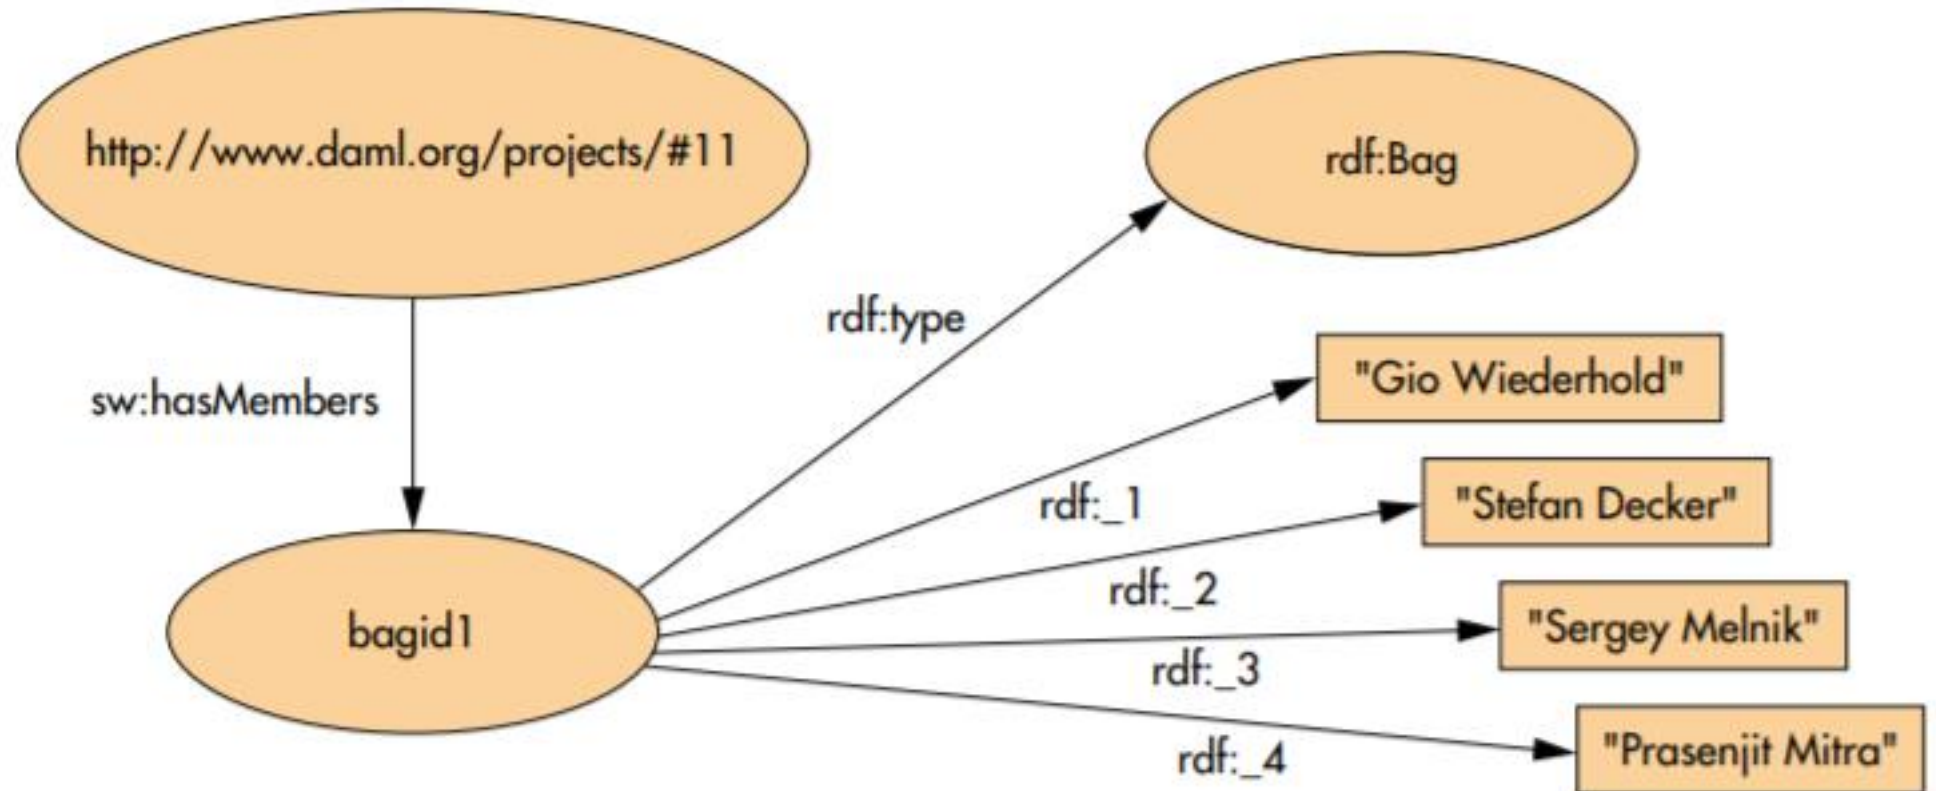 http://www.daml.org/projects/#11
rdf:Bag
rdf:type
"Gio Wiederhold"
sw:hasMembers
rdf:_1
"Stefan Decker"
rdf:_2
bagid1
"Sergey Melnik"
rdf:_3
rdf:_4
"Prasenjit Mitra"